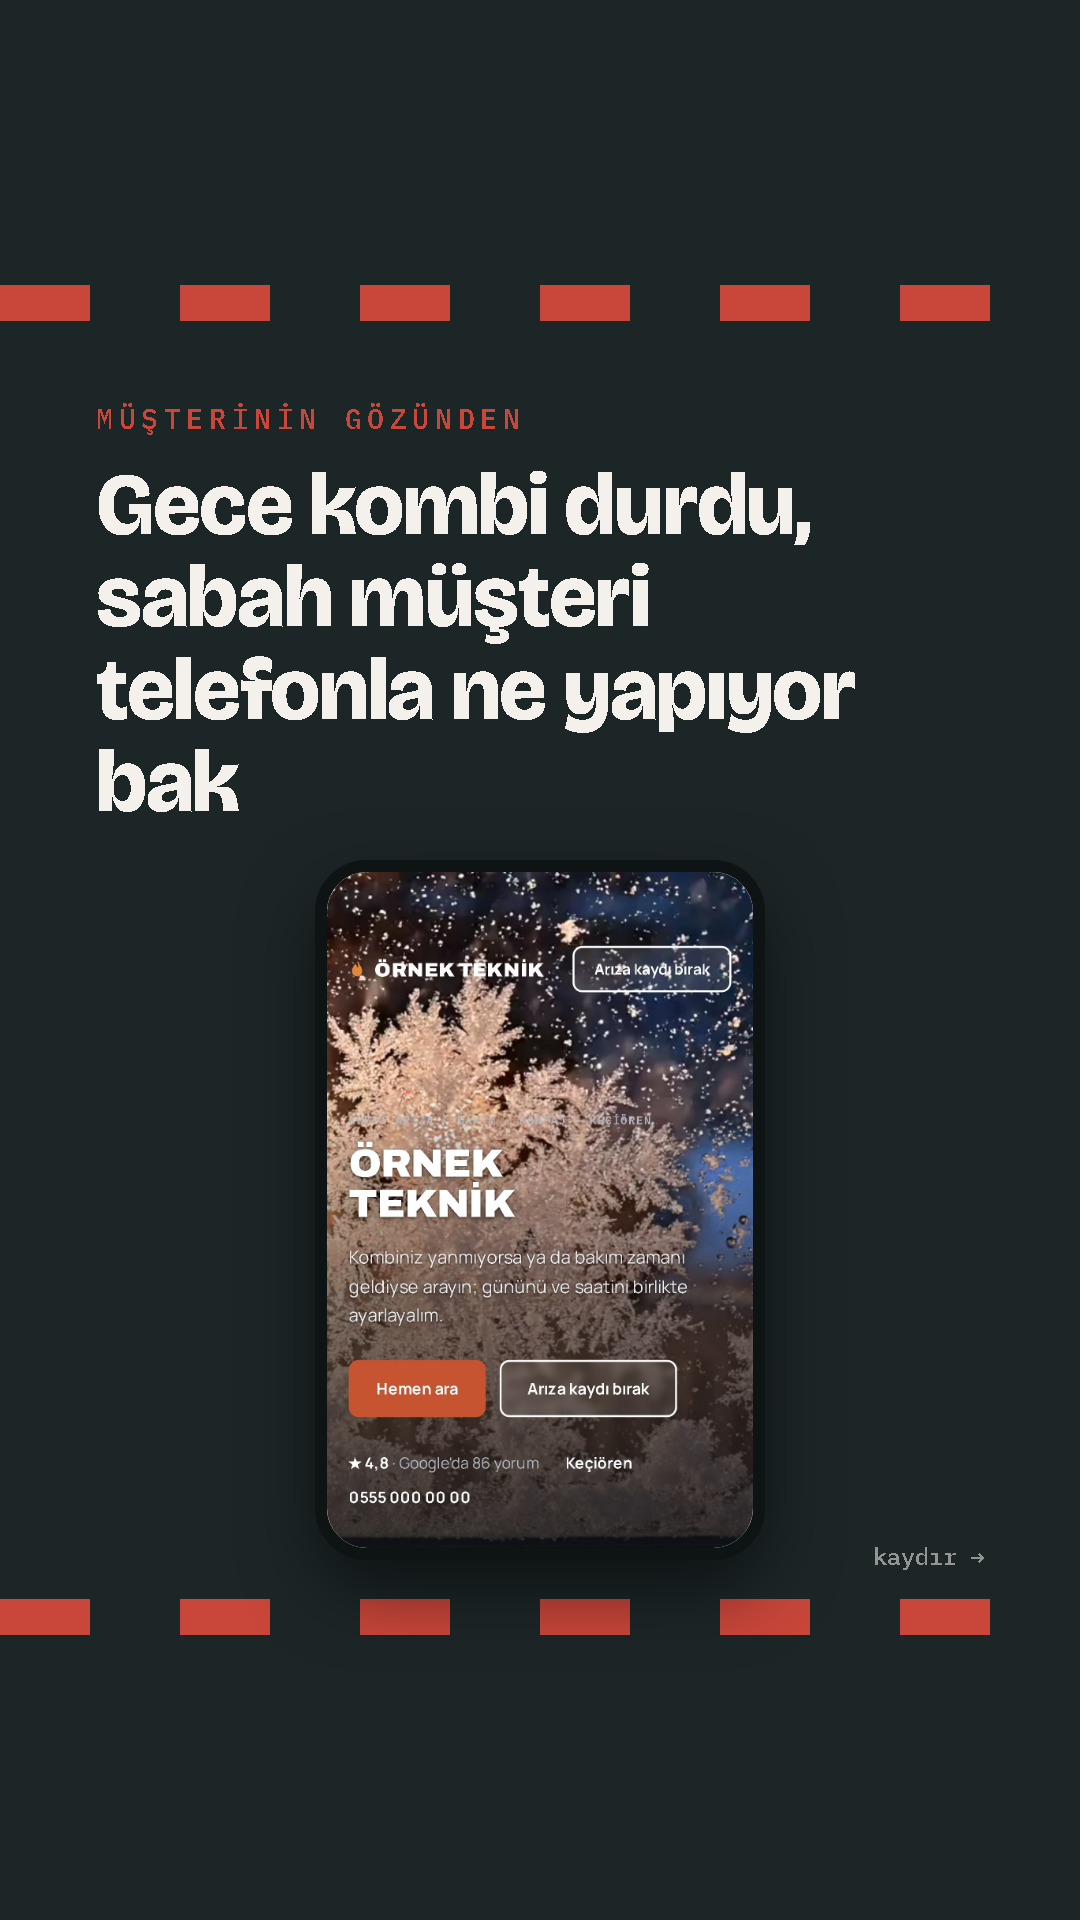 MÜŞTERİNİN GÖZÜNDEN
Gece kombi durdu,
sabah müşteri
telefonla ne yapıyor
bak
ÖRNEK TEKNİK
Arıza kaydı bırak
KEÇİÖREN
ÖRNEK
TEKNİK
Kombiniz yanmıyorsa ya da bakım zamanı
geldiyse arayın; gününü ve saatini birlikte
ayarlayalım.
Hemen ara
Arıza kaydı bırak
★ 4,8 · Google'da 86 yorum
Keçiören
0555 000 00 00
kaydır →